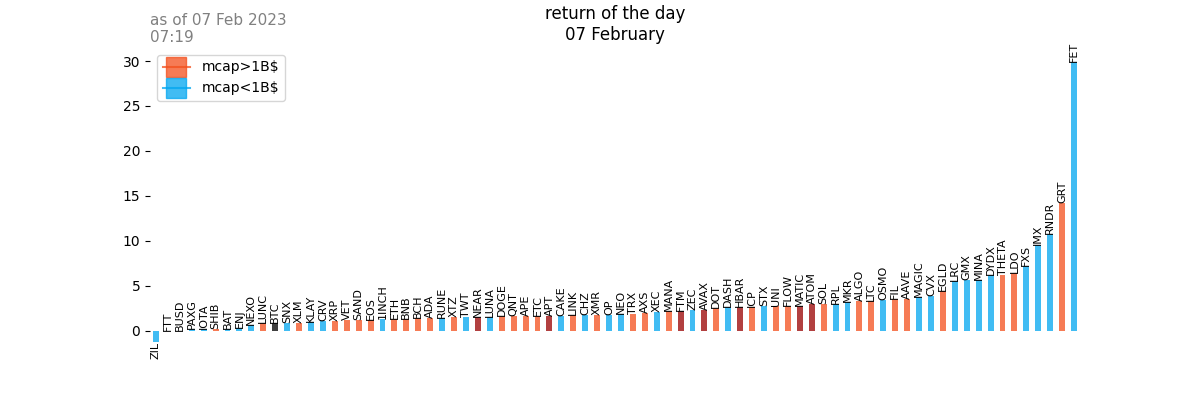 as of 07 Feb 2023
07:19
return of the day
07 February
mcap>1B$
mcap<1B$
30
25
20
15
10
5
0
ZIL
FTT
BUSD
PAXG
IOTA
SHIB
BAT
ENJ
NEXO
LUNC
BTC
SNX
XLM
KLAY
CRV
XRP
VET
SAND
EOS
1INCH
ETH
BNB
BCH
ADA
RUNE
XTZ
TWT
NEAR
LUNA
DOGE
QNT
APE
ETC
APT
CAKE
LINK
CHZ
XMR
OP
NEO
TRX
AXS
XEC
MANA
FTM
ZEC
AVAX
DOT
DASH
HBAR
ICP
STX
UNI
FLOW
MATIC
ATOM
SOL
RPL
MKR
ALGO
LTC
OSMO
FIL
AAVE
MAGIC
CVX
EGLD
LRC
GMX
MINA
DYDX
THETA
LDO
FXS
IMX
RNDR
GRT
FET